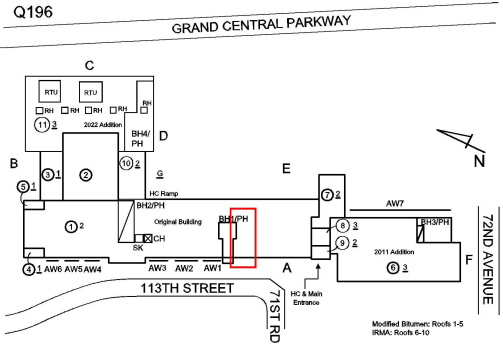 Q196
GRAND CENTRAL PARKWAY
C
RTU
RTU
RH
RH
RH
RH
RH
11 3
2022 Addition
BH4/
PH
D
B
3 1
2
10 2
G
E
HC Ramp
5 1
7 2
BH2/PH
1 2
Original Building
BH1/PH
AW7
8 3
BH3/PH
CH
SK
9 2
2011 Addition
4 1
AW6 AW5 AW4
AW3 AW2 AW1
A
6 3
F
113TH STREET
71ST RD
HC & Main
Entrance
72ND AVENUE
N
Modified Bitumen: Roofs 1-5
IRMA: Roofs 6-10